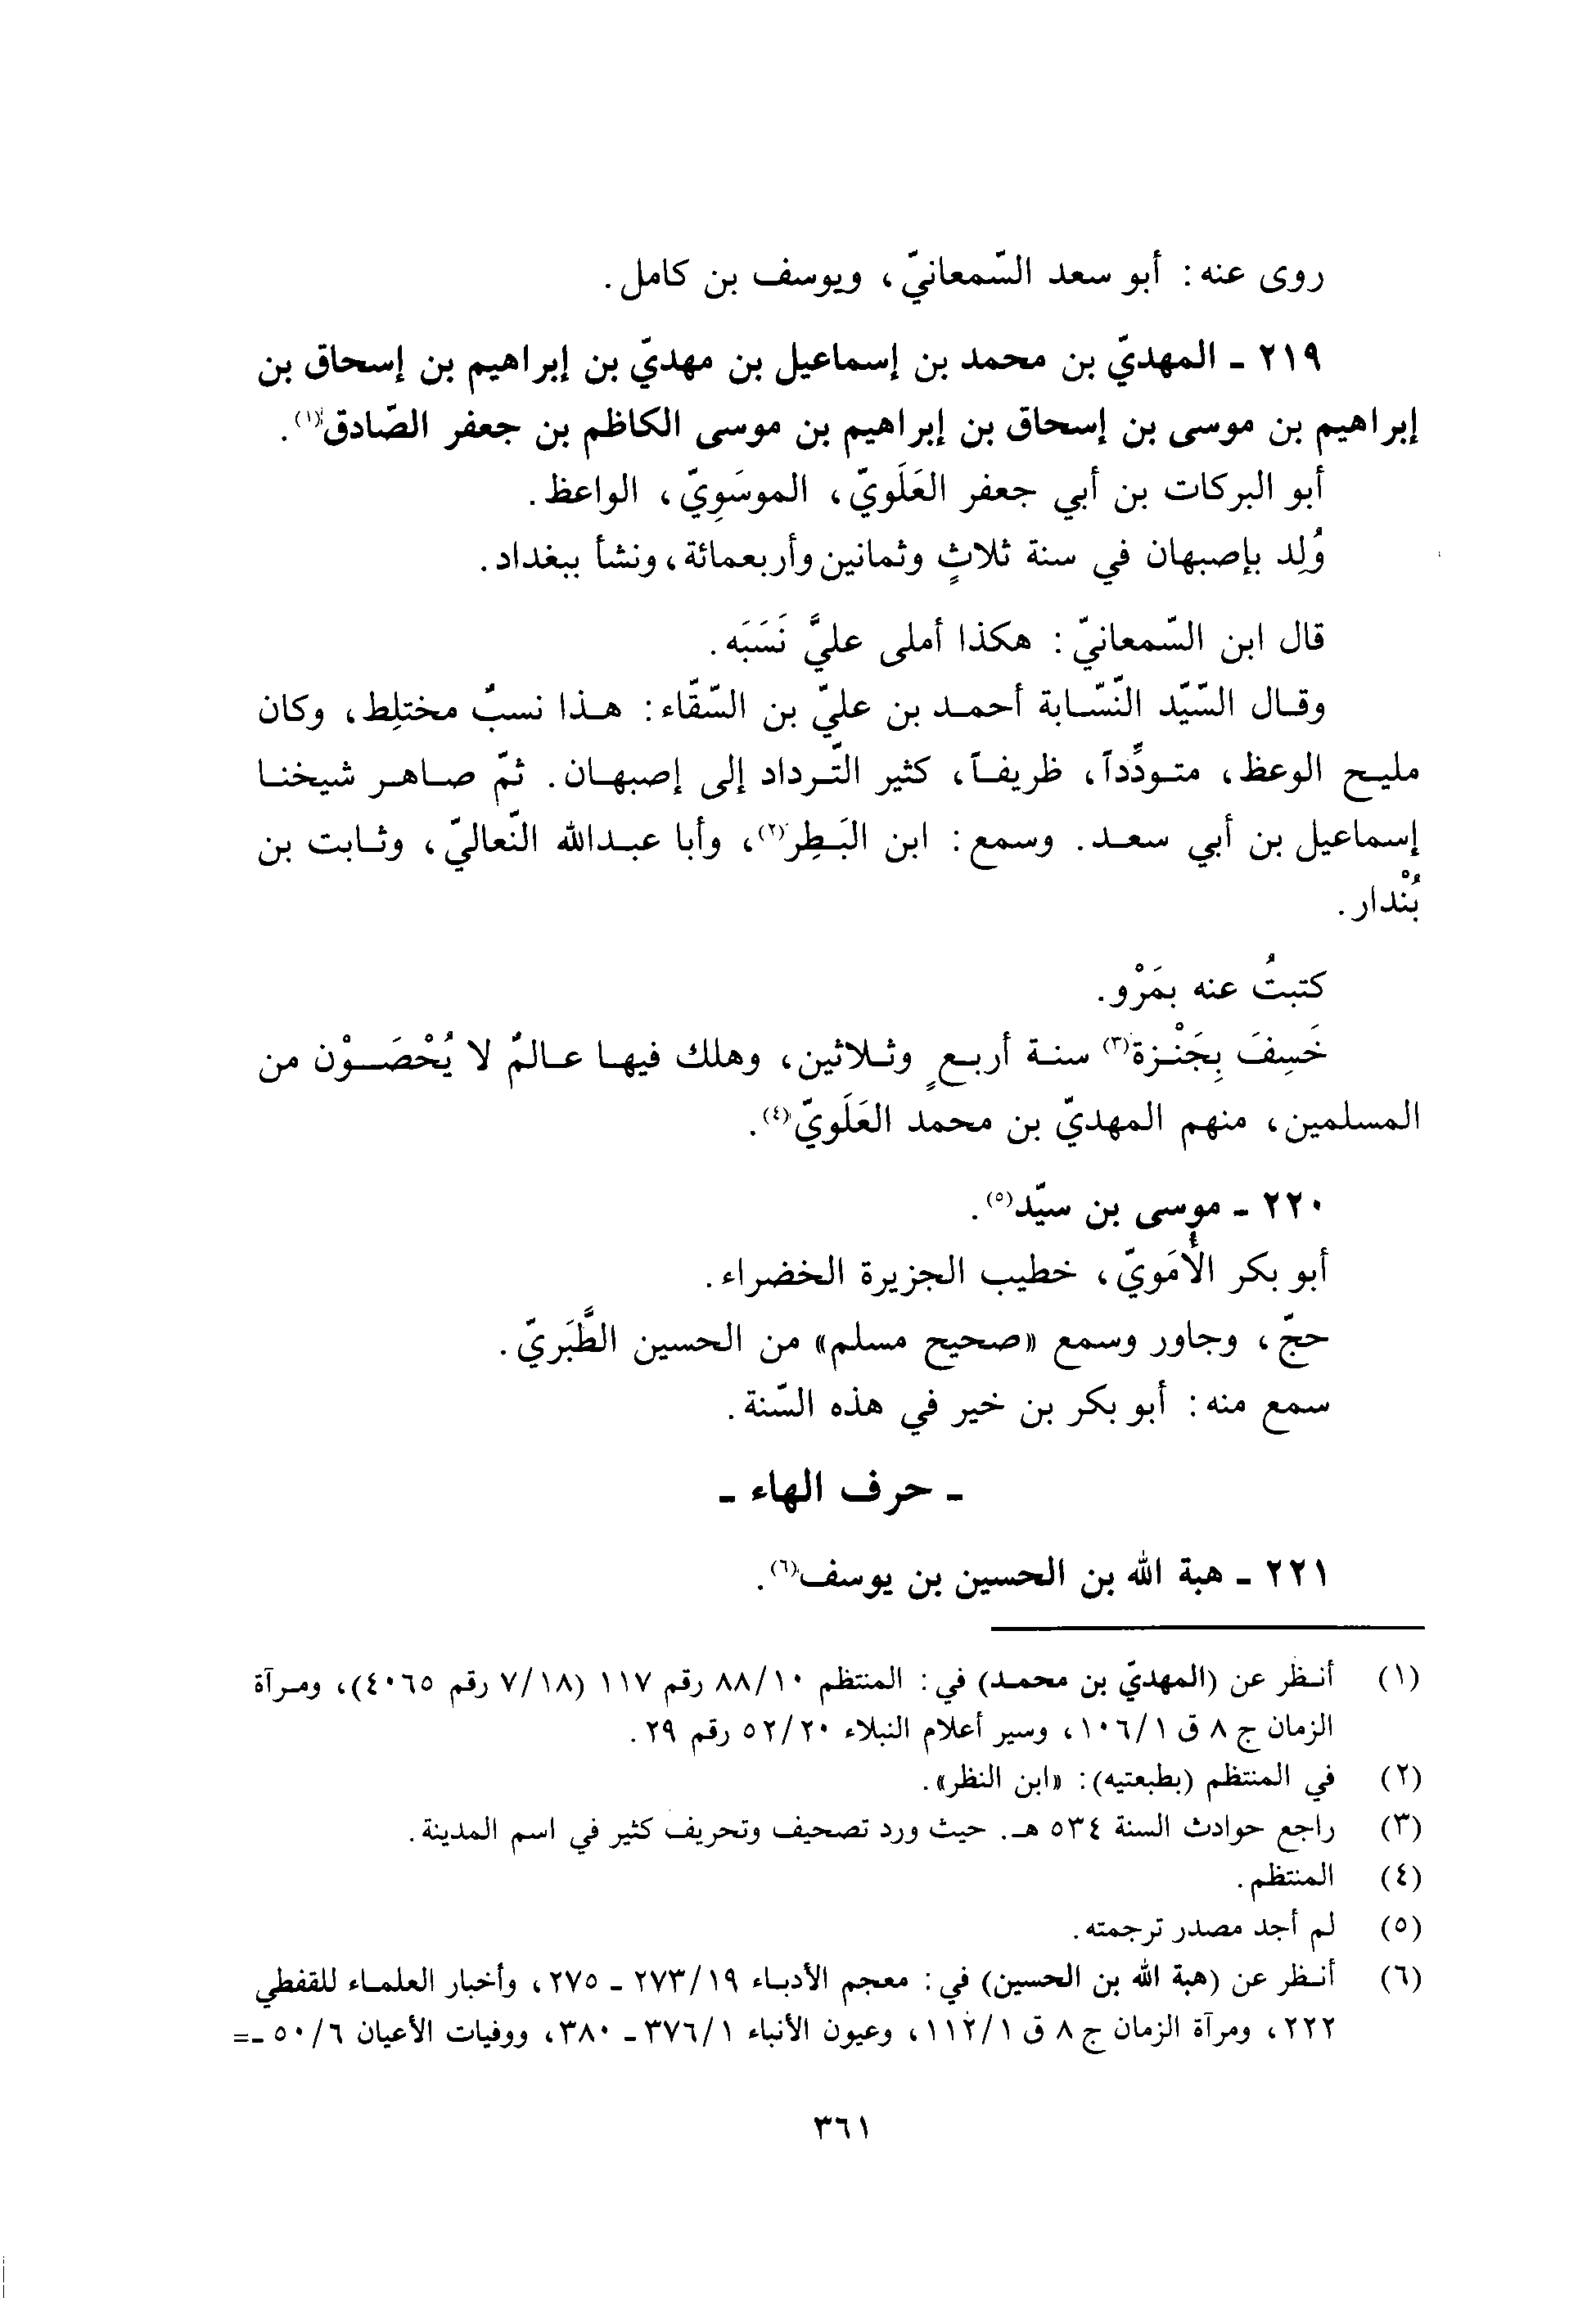 روى عنه: أبو سعد السّمعانيّ، ويوسف بن كامل.
٢١٩ - المهديّ بن محمد بن إسماعيل بن مهديّ بن إبراهيم بن إسحاق بن
إبراهيم بن موسى بن إسحاق بن إبراهيم بن موسى الكاظم بن جعفر الصّادق(١).
أبو البركات بن أبي جعفر العَلَويّ، الموسَوِيّ، الواعظ.
وُلِد بإصبهان في سنة ثلاثٍ وثمانين وأربعمائة، ونشأ ببغداد.
قال ابن السّمعانيّ: هكذا أملى عليَّ نَسَبَه.
وقال السّيّد النّسّابة أحمد بن عليّ بن السّقّاء: هذا نسبٌ مختلِط، وكان
مليح الوعظ، متودِّداً، ظريفاً، كثير التّرداد إلى إصبهان. ثمّ صاهر شيخنا
إسماعيل بن أبي سعد. وسمع: ابن البَطِر(٢)، وأبا عبدالله النّعاليّ، وثابت بن
بُنْدار.
كتبتُ عنه بمَرْو.
خَسِفَ بِجَنْزة(٣) سنة أربعٍ وثلاثين، وهلك فيها عالمٌ لا يُحْصَوْن من
المسلمين، منهم المهديّ بن محمد العَلَويّ(٤).
٢٢٠ - موسى بن سيّد(٥).
أبو بكر الأُمَويّ، خطيب الجزيرة الخضراء.
حجّ، وجاور وسمع «صحيح مسلم» من الحسين الطَّبَريّ.
سمع منه: أبو بكر بن خير في هذه السّنة.
- حرف الهاء -
٢٢١ - هبة الله بن الحسين بن يوسف(٦).
(١) أنظر عن (المهديّ بن محمد) في: المنتظم ٨٨/١٠ رقم ١١٧ (٧/١٨ رقم ٤٠٦٥)، ومرآة
الزمان ج ٨ ق ١٠٦/١، وسير أعلام النبلاء ٥٢/٢٠ رقم ٢٩.
(٢) في المنتظم (بطبعتيه): «ابن النظر».
(٣) راجع حوادث السنة ٥٣٤ هـ. حيث ورد تصحيف وتحريف كثير في اسم المدينة.
(٤) المنتظم.
(٥) لم أجد مصدر ترجمته.
(٦) أنظر عن (هبة الله بن الحسين) في: معجم الأدباء ٢٧٣/١٩ - ٢٧٥، وأخبار العلماء للقفطي
٢٢٢، ومرآة الزمان ج ٨ ق ١١٢/١، وعيون الأنباء ٣٧٦/١ - ٣٨٠، ووفيات الأعيان ٥٠/٦ -=
٣٦١